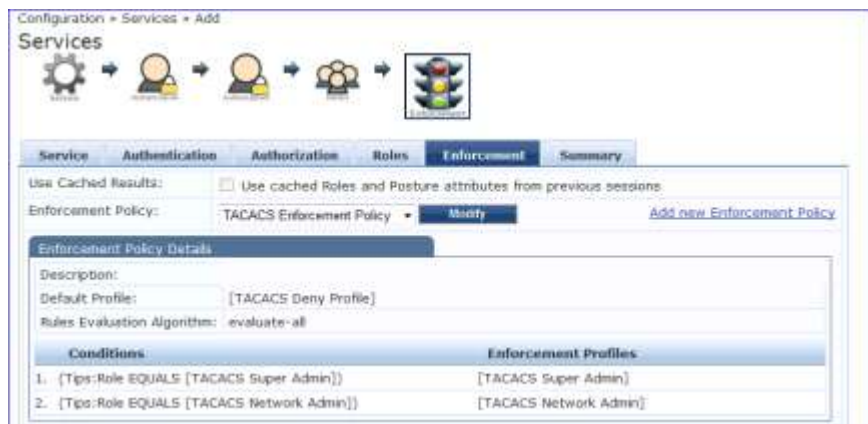 Configuration » Services » Add
Services
Service Authentication Authorization Roles Enforcement Summary
Use Cached Results: Use cached Roles and Posture attributes from previous sessions
Enforcement Policy: TACACS Enforcement Policy Modify Add new Enforcement Policy
Enforcement Policy Details
Description:
Default Profile: [TACACS Deny Profile]
Rules Evaluation Algorithm: evaluate-all
Conditions Enforcement Profiles
1. (Tips:Role EQUALS [TACACS Super Admin]) [TACACS Super Admin]
2. (Tips:Role EQUALS [TACACS Network Admin]) [TACACS Network Admin]